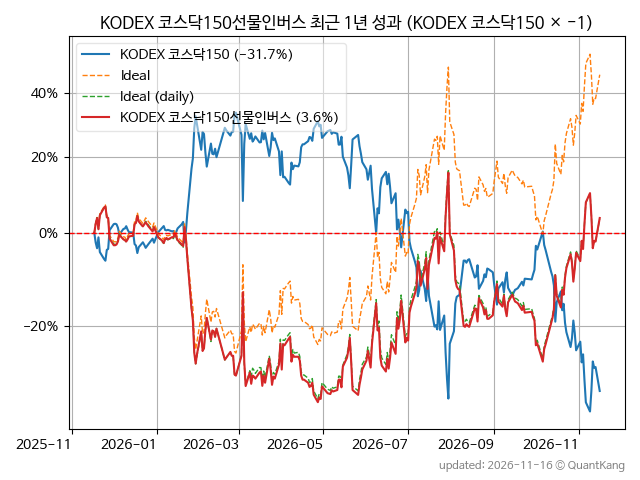 KODEX 코스닥150선물인버스 최근 1년 성과 (KODEX 코스닥150 × −1)
KODEX 코스닥150 (−31.7%)
Ideal
Ideal (daily)
KODEX 코스닥150선물인버스 (3.6%)
40%
20%
0%
−20%
2025-11 2026-01 2026-03 2026-05 2026-07 2026-09 2026-11
updated: 2026-11-16 © QuantKang